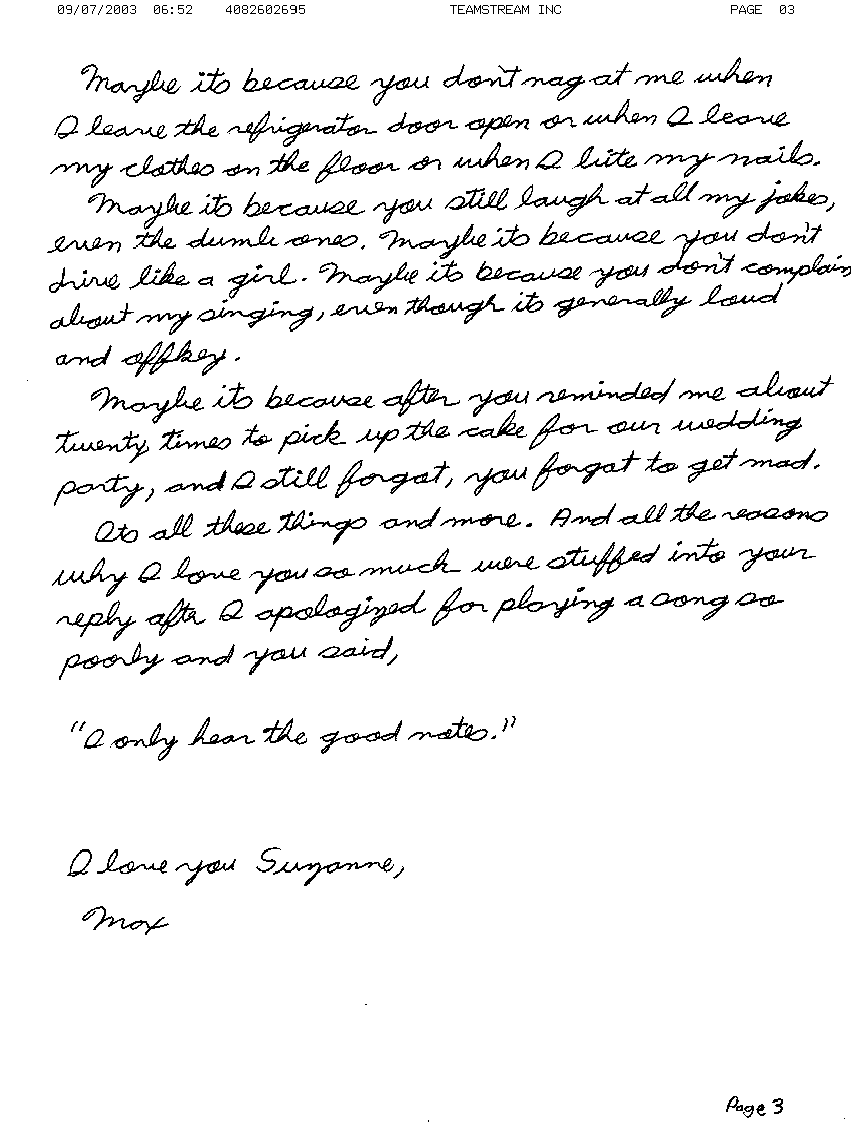 09/07/2003 06:52 4082602695 TEAMSTREAM INC PAGE 03
Maybe its because you don't nag at me when
I leave the refrigerator door open or when I leave
my clothes on the floor or when I bite my nails.
Maybe its because you still laugh at all my jokes,
even the dumb ones. Maybe its because you don't
drive like a girl. Maybe its because you don't complain
about my singing, even though its generally loud
and offkey.
Maybe its because after you reminded me about
twenty times to pick up the cake for our wedding
party, and I still forgot, you forgot to get mad.
Its all these things and more. And all the reasons
why I love you so much were stuffed into your
reply after I apologized for playing a song so
poorly and you said,
"I only hear the good notes."
I love you Suzanne,
Max
Page 3